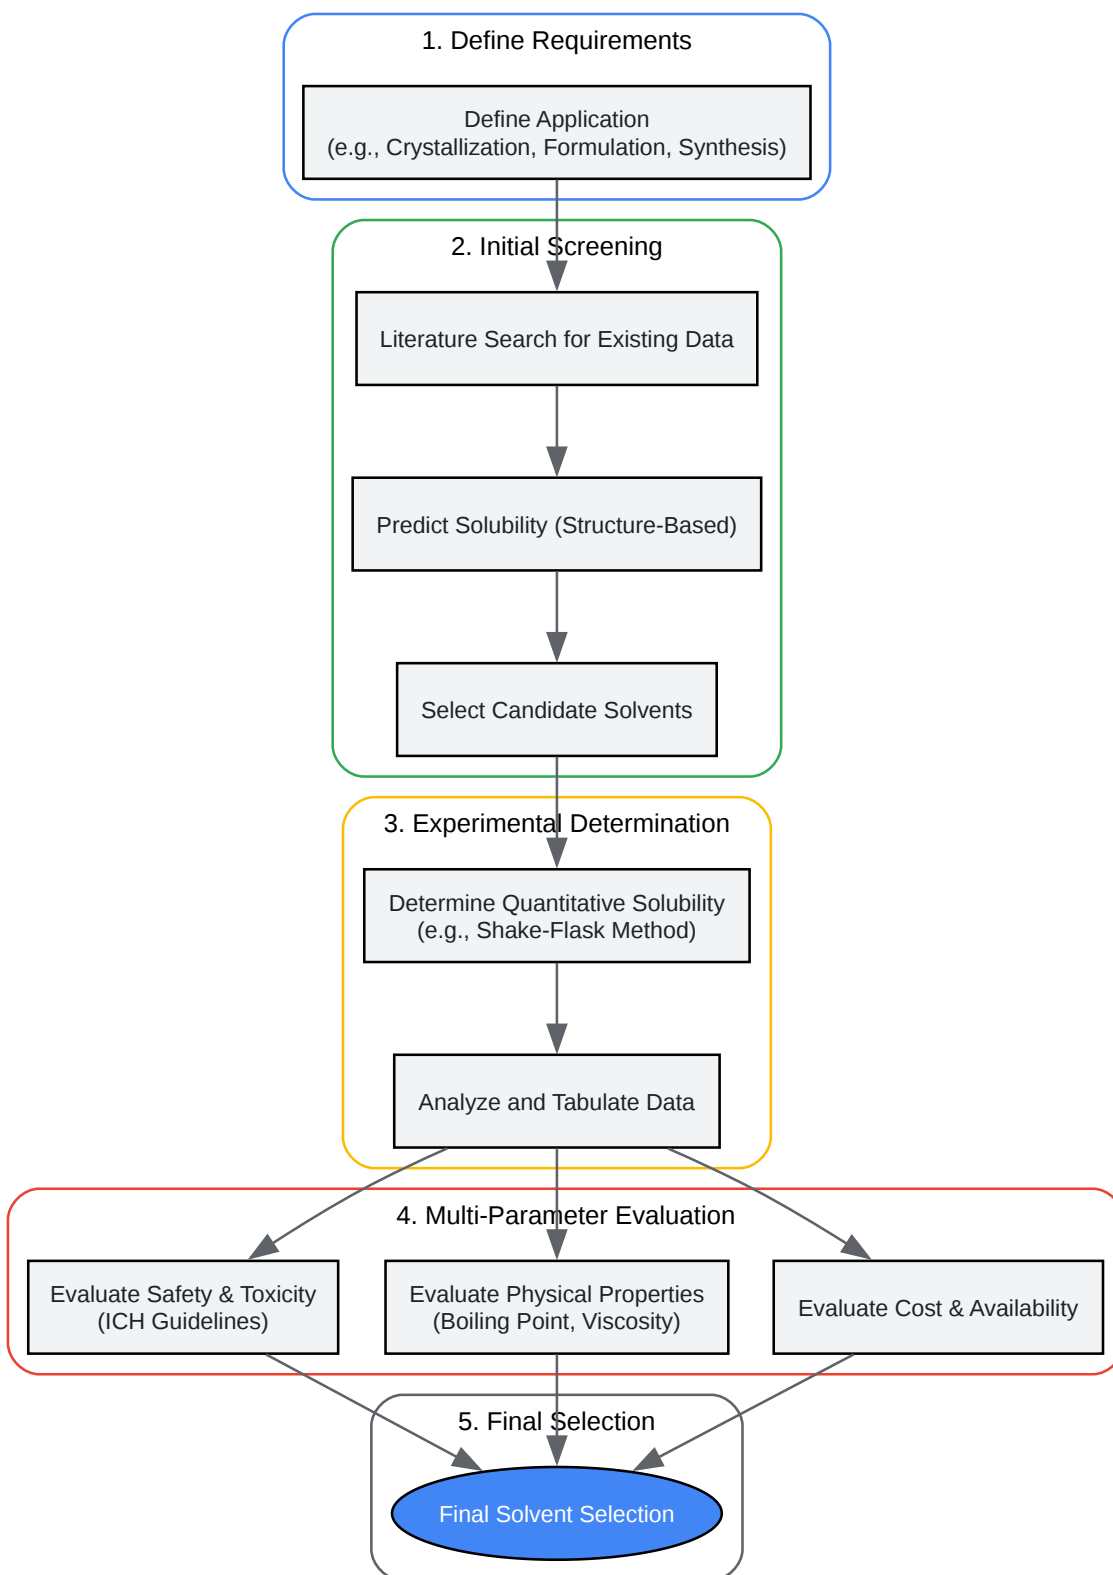 1. Define Requirements
Define Application
(e.g., Crystallization, Formulation, Synthesis)
2. Initial Screening
Literature Search for Existing Data
Predict Solubility (Structure-Based)
Select Candidate Solvents
3. Experimental Determination
Determine Quantitative Solubility
(e.g., Shake-Flask Method)
Analyze and Tabulate Data
4. Multi-Parameter Evaluation
Evaluate Safety & Toxicity
(ICH Guidelines)
Evaluate Physical Properties
(Boiling Point, Viscosity)
Evaluate Cost & Availability
5. Final Selection
Final Solvent Selection